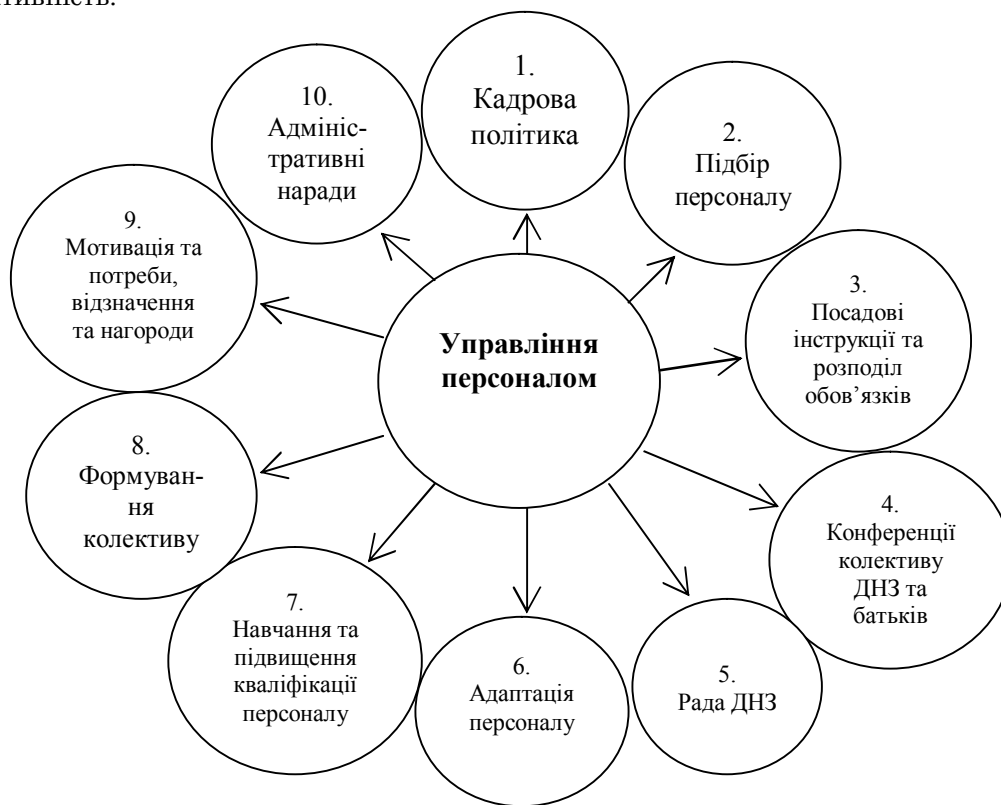 тивність.
1.
Кадрова
політика
2.
Підбір
персоналу
3.
Посадові
інструкції та
розподіл
обов’язків
4.
Конференції
колективу
ДНЗ та
батьків
5.
Рада ДНЗ
6.
Адаптація
персоналу
7.
Навчання та
підвищення
кваліфікації
персоналу
8.
Формуван-
ня
колективу
9.
Мотивація та
потреби,
відзначення
та нагороди
10.
Адмініс-
тративні
наради
Управління
персоналом